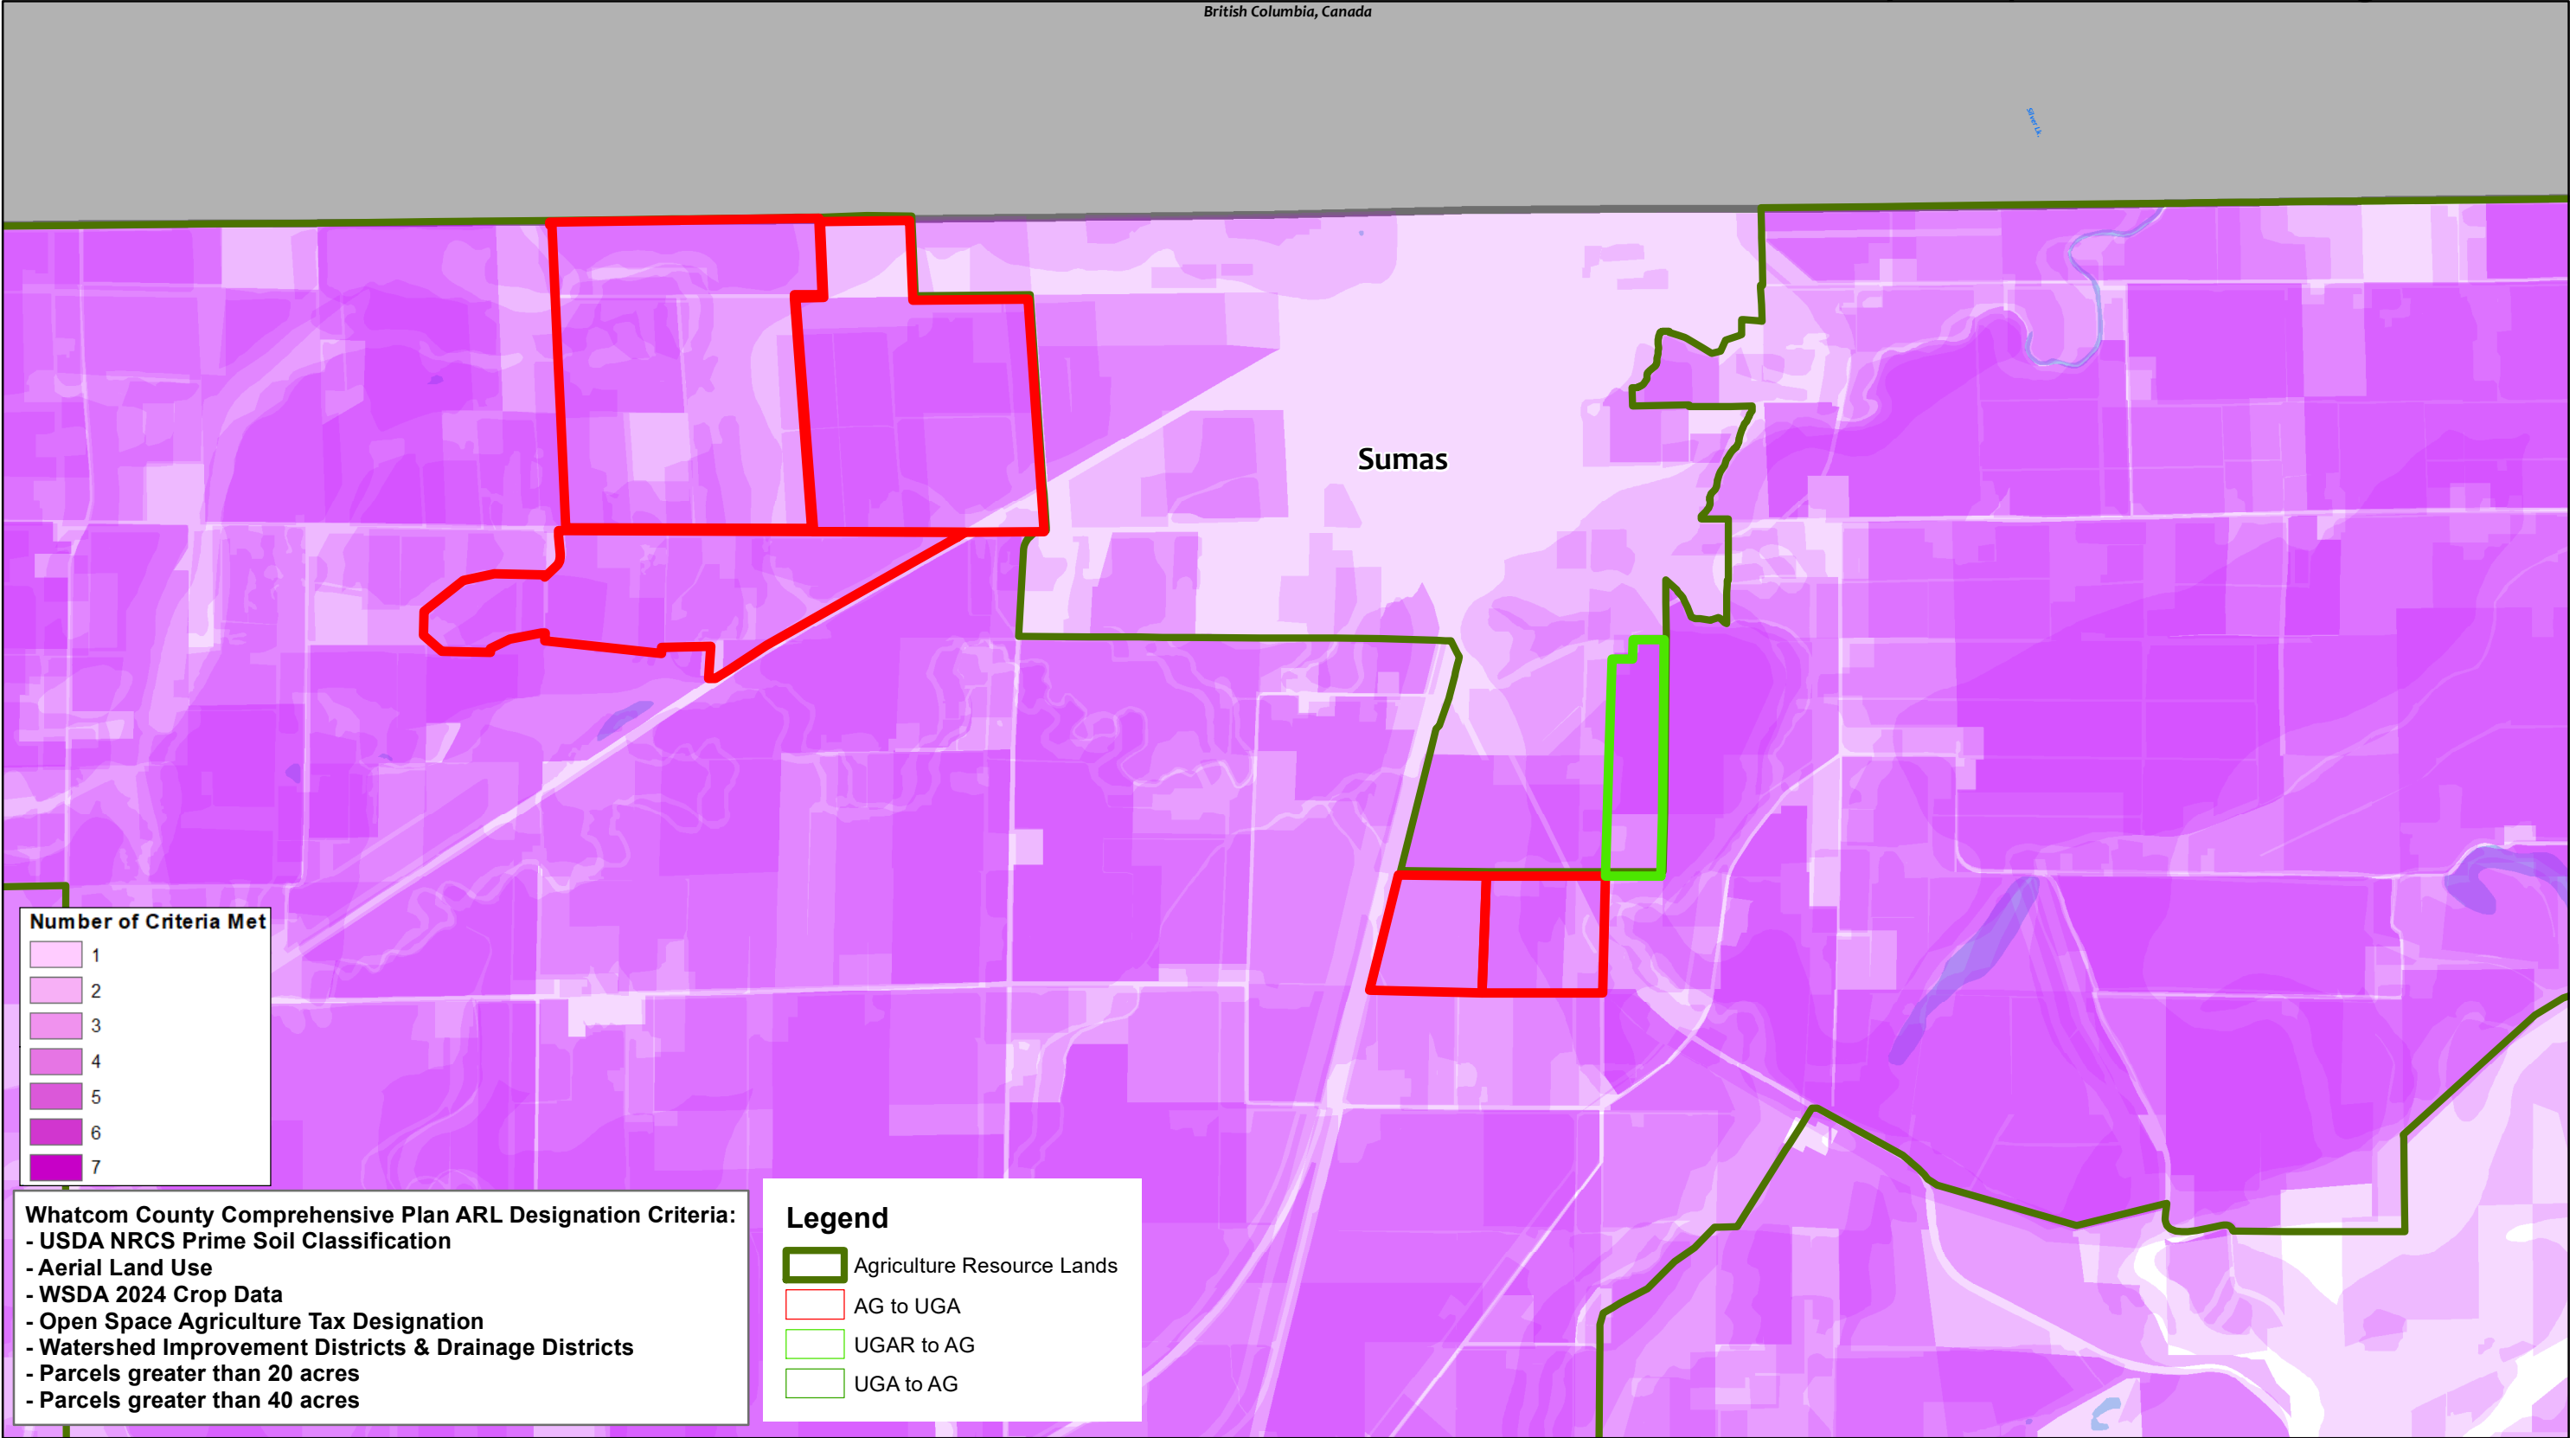 British Columbia, Canada
Silver Lk.
Sumas
Number of Criteria Met
1
2
3
4
5
6
7
Whatcom County Comprehensive Plan ARL Designation Criteria:
- USDA NRCS Prime Soil Classification
- Aerial Land Use
- WSDA 2024 Crop Data
- Open Space Agriculture Tax Designation
- Watershed Improvement Districts & Drainage Districts
- Parcels greater than 20 acres
- Parcels greater than 40 acres
Legend
Agriculture Resource Lands
AG to UGA
UGAR to AG
UGA to AG